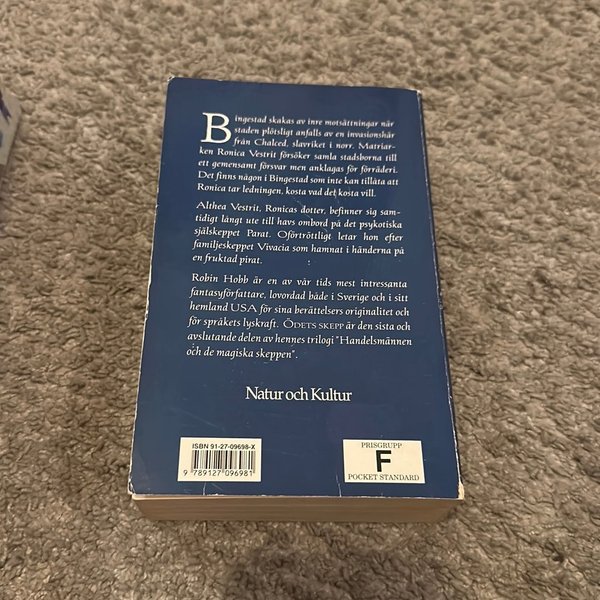 Bingestad skakas av inre motsättningar när
staden plötsligt anfalls av en invasionshär
från Chalced, slavriket i norr. Matriar-
ken Ronica Vestrit försöker samla stadsborna till
ett gemensamt försvar men anklagas för förräderi.
Det finns någon i Bingestad som inte kan tillåta att
Ronica tar ledningen, kosta vad det kosta vill.
Althea Vestrit, Ronicas dotter, befinner sig sam-
tidigt långt ute till havs ombord på det psykotiska
själskeppet Parat. Oförtröttligt letar hon efter
familjeskeppet Vivacia som hamnat i händerna på
en fruktad pirat.
Robin Hobb är en av vår tids mest intressanta
fantasyförfattare, lovordad både i Sverige och i sitt
hemland USA för sina berättelsers originalitet och
för språkets lyskraft. ÖDETS SKEPP är den sista och
avslutande delen av hennes trilogi "Handelsmännen
och de magiska skeppen".
Natur och Kultur
ISBN 91-27-09698-X
9 789127 096981
PRISGRUPP
F
POCKET STANDARD